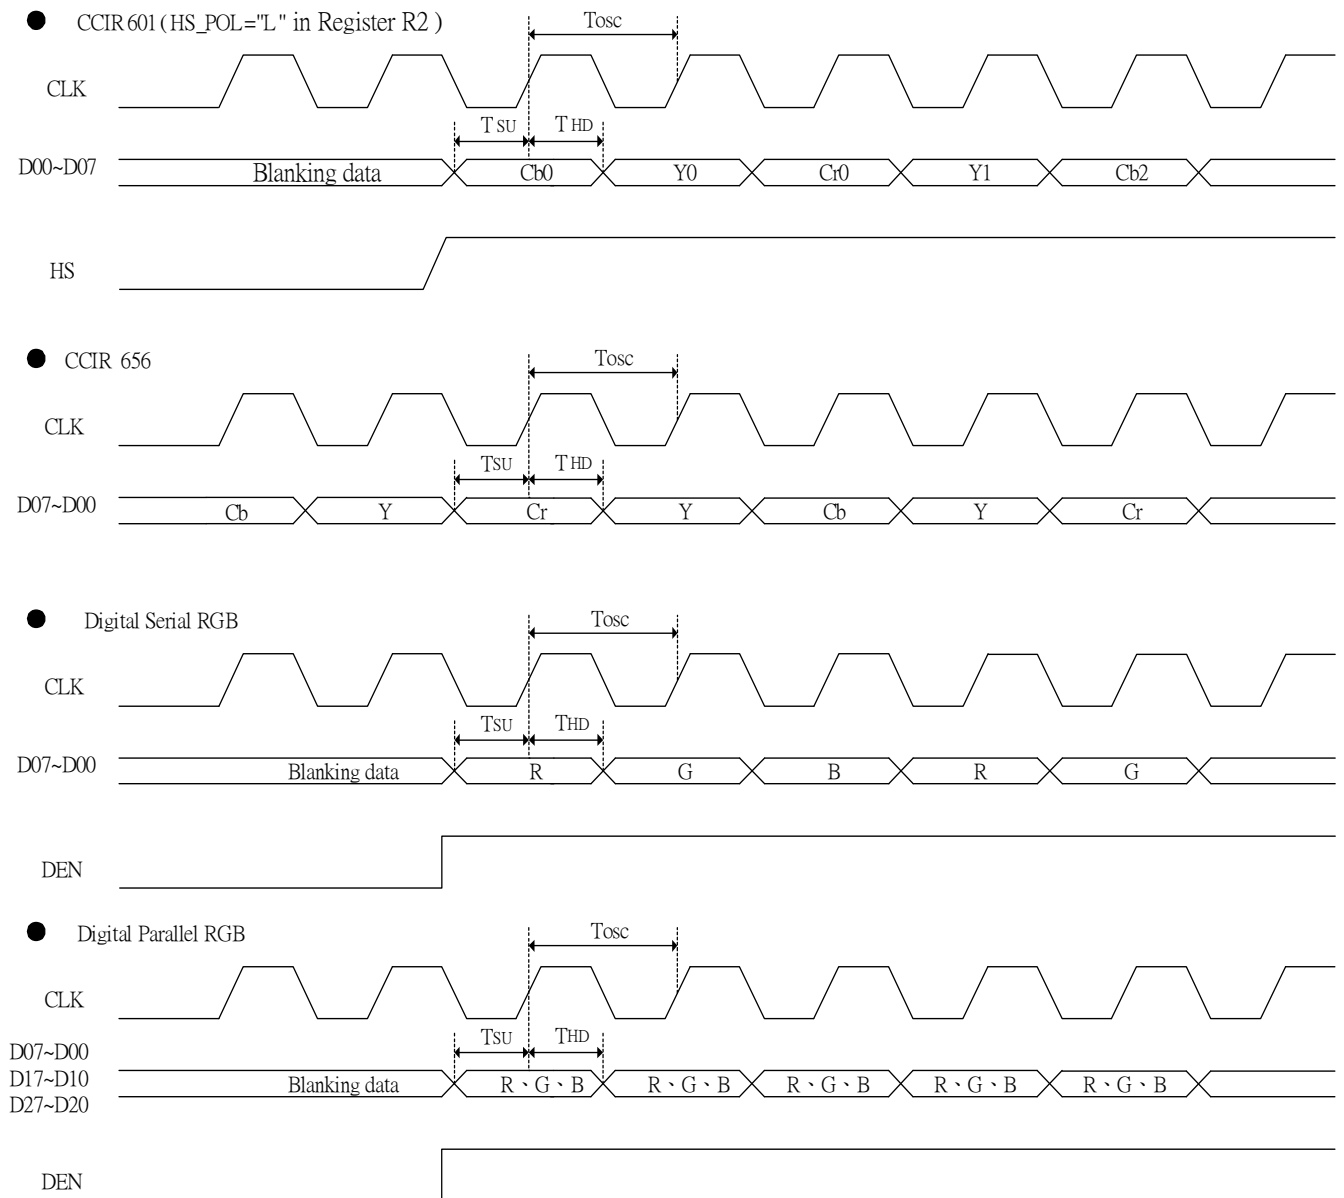 ● CCIR 601 ( HS_POL="L" in Register R2 )
Tosc
CLK
TSU THD
D00~D07 Blanking data Cb0 Y0 Cr0 Y1 Cb2
HS
● CCIR 656
Tosc
CLK
TSU THD
D07~D00 Cb Y Cr Y Cb Y Cr
● Digital Serial RGB
Tosc
CLK
TSU THD
D07~D00 Blanking data R G B R G
DEN
● Digital Parallel RGB
Tosc
CLK
TSU THD
D07~D00
D17~D10 Blanking data R、G、B R、G、B R、G、B R、G、B R、G、B
D27~D20
DEN